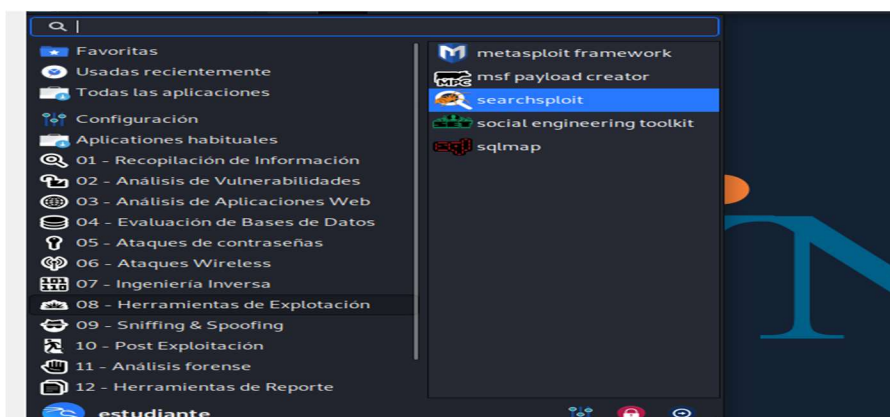 Favoritas
Usadas recientemente
Todas las aplicaciones
Configuración
Aplicationes habituales
01 - Recopilación de Información
02 - Análisis de Vulnerabilidades
03 - Análisis de Aplicaciones Web
04 - Evaluación de Bases de Datos
05 - Ataques de contraseñas
06 - Ataques Wireless
07 - Ingeniería Inversa
08 - Herramientas de Explotación
09 - Sniffing & Spoofing
10 - Post Exploitación
11 - Análisis forense
12 - Herramientas de Reporte
estudiante
metasploit framework
MPC
msf payload creator
searchsploit
social engineering toolkit
sqlmap